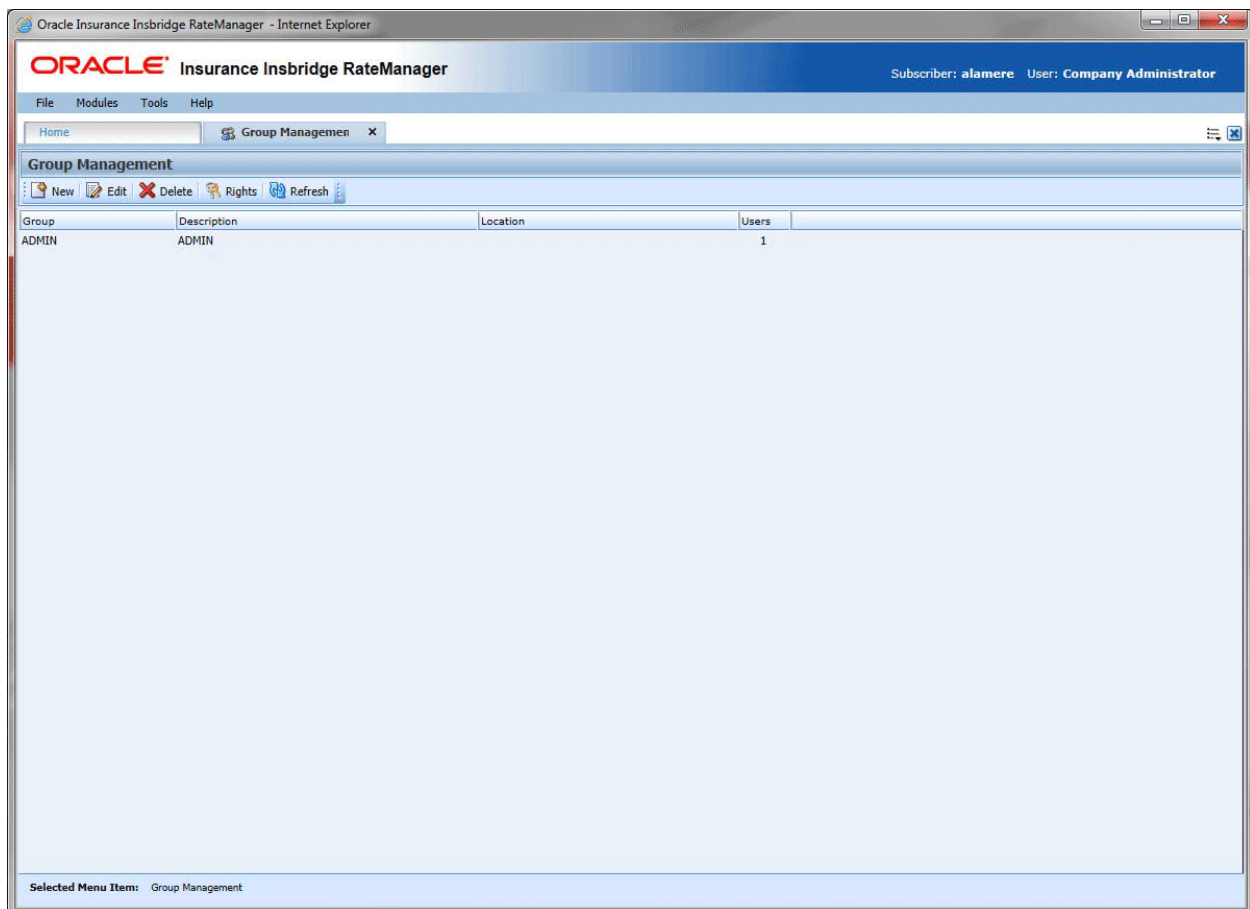 Oracle Insurance Insbridge RateManager - Internet Explorer
ORACLE Insurance Insbridge RateManager
Subscriber: alamere User: Company Administrator
File Modules Tools Help
Home Group Managemen
Group Management
New Edit Delete Rights Refresh
Group Description Location Users
ADMIN ADMIN 1
Selected Menu Item: Group Management